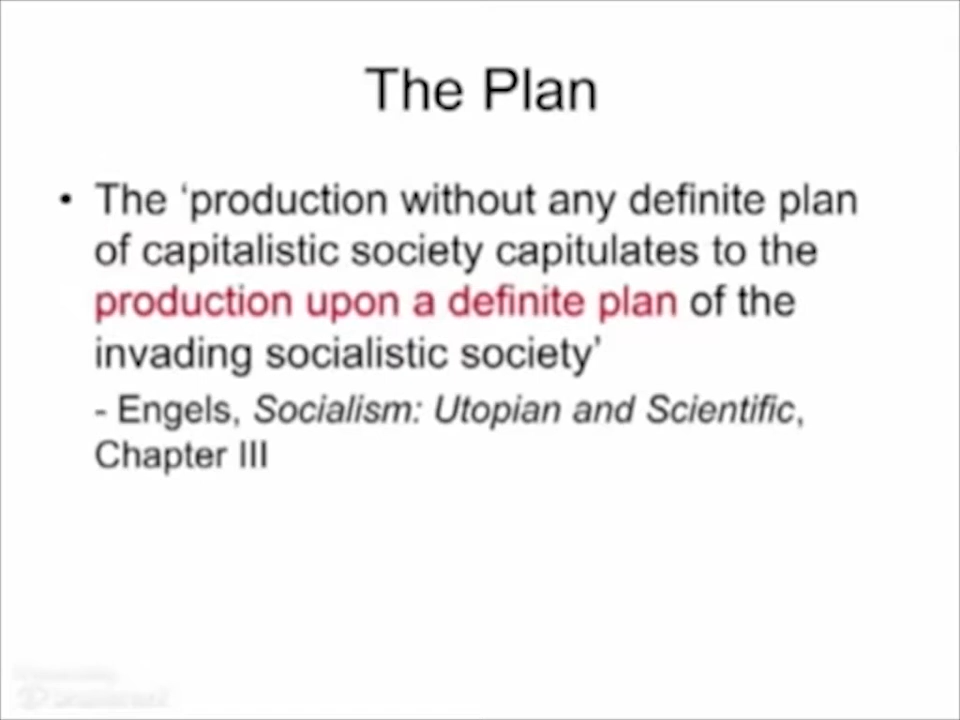 The Plan
• The ‘production without any definite plan
of capitalistic society capitulates to the
production upon a definite plan of the
invading socialistic society’
- Engels, Socialism: Utopian and Scientific,
Chapter III